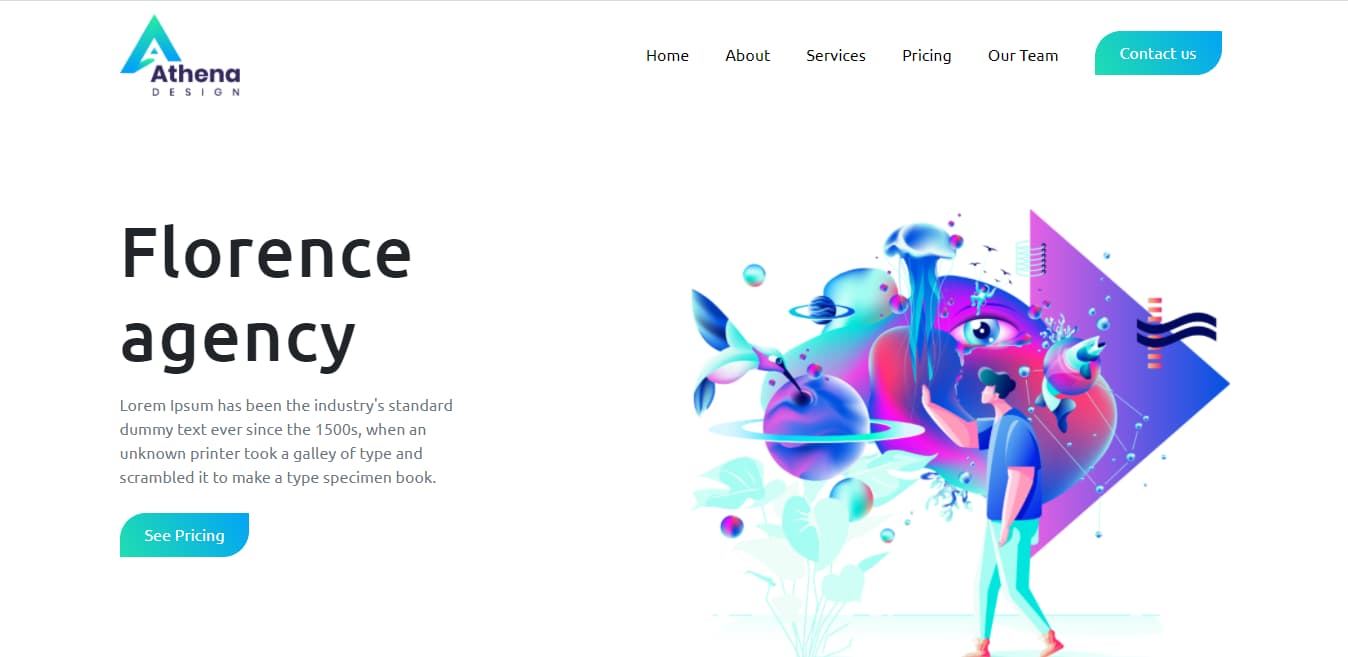 Athena
DESIGN
Home About Services Pricing Our Team Contact us
Florence
agency
Lorem Ipsum has been the industry's standard
dummy text ever since the 1500s, when an
unknown printer took a galley of type and
scrambled it to make a type specimen book.
See Pricing